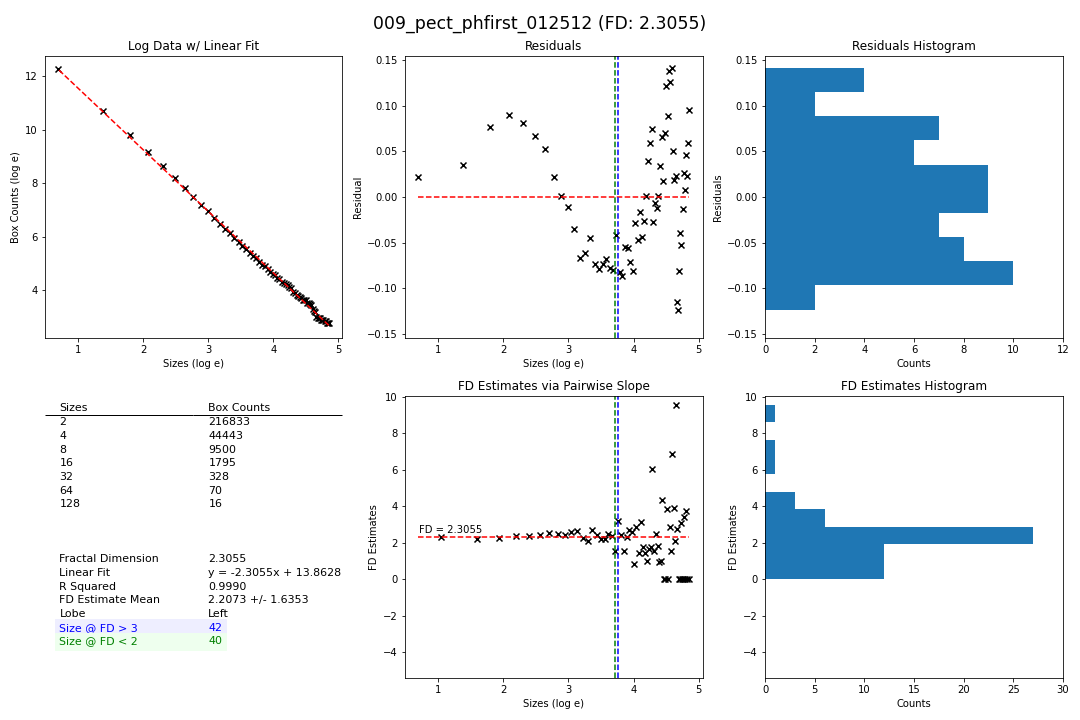 009_pect_phfirst_012512 (FD: 2.3055)
Log Data w/ Linear Fit
12
10
8
6
4
Box Counts (log e)
1 2 3 4 5
Sizes (log e)
Residuals
0.15
0.10
0.05
0.00
−0.05
−0.10
−0.15
Residual
1 2 3 4 5
Sizes (log e)
Residuals Histogram
0.15
0.10
0.05
0.00
−0.05
−0.10
−0.15
Residuals
0 2 4 6 8 10 12
Counts
Sizes Box Counts
2 216833
4 44443
8 9500
16 1795
32 328
64 70
128 16
Fractal Dimension 2.3055
Linear Fit y = -2.3055x + 13.8628
R Squared 0.9990
FD Estimate Mean 2.2073 +/- 1.6353
Lobe Left
Size @ FD > 3 42
Size @ FD < 2 40
FD Estimates via Pairwise Slope
10
8
6
4
2
0
−2
−4
FD Estimates
FD = 2.3055
1 2 3 4 5
Sizes (log e)
FD Estimates Histogram
10
8
6
4
2
0
−2
−4
FD Estimates
0 5 10 15 20 25 30
Counts